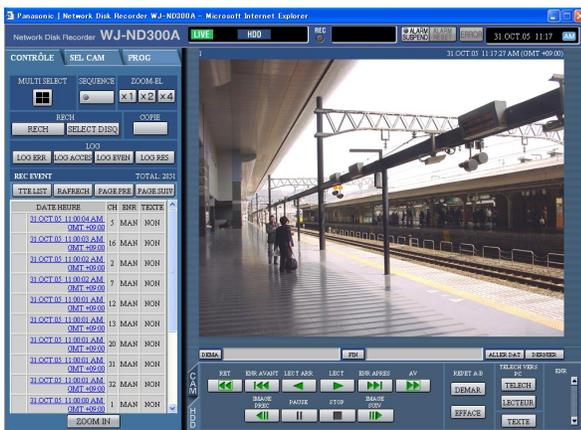 Panasonic | Network Disk Recorder WJ-ND300A - Microsoft Internet Explorer
Network Disk Recorder WJ-ND300A
LIVE HDD REC ALARM SUSPEND ALARM RESET ERROR 31.OCT.05 11:17 AM
CONTRÔLE SEL CAM PROG
1 31.OCT.05 11:17:27 AM (GMT +09:00)
MULTI SELECT SEQUENCE ZOOM-EL
x1 x2 x4
RECH COPIE
RECH SELECT DISQ
LOG
LOG ERR. LOG ACCES LOG EVEN LOG RES
REC EVENT TOTAL: 2831
TTE LIST RAFRECH PAGE PRE PAGE SUIV
DATE HEURE CH ENR TEXTE
31.OCT.05 11:00:04 AM GMT +09:00 5 MAN NON
31.OCT.05 11:00:03 AM GMT +09:00 16 MAN NON
31.OCT.05 11:00:02 AM GMT +09:00 2 MAN NON
31.OCT.05 11:00:02 AM GMT +09:00 7 MAN NON
31.OCT.05 11:00:01 AM GMT +09:00 12 MAN NON
31.OCT.05 11:00:01 AM GMT +09:00 13 MAN NON
31.OCT.05 11:00:01 AM GMT +09:00 20 MAN NON
31.OCT.05 11:00:01 AM GMT +09:00 21 MAN NON
31.OCT.05 11:00:01 AM GMT +09:00 22 MAN NON
31.OCT.05 11:00:00 AM GMT +09:00 1 MAN NON
ZOOM IN
DEMA FIN ALLER DAT DERNIER
CAM
HDD
RET ENR AVANT LECT ARR LECT ENR APRES AV
IMAGE PREC PAUSE STOP IMAGE SUIV
REPET A-B
DEMAR
EFFACE
TELECH VERS PC
TELECH
LECTEUR
TEXTE
ENR